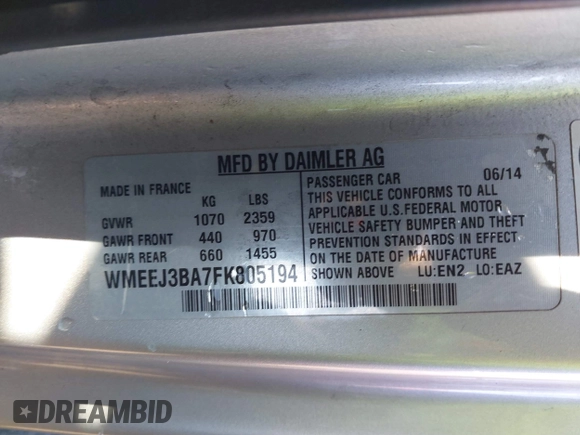 MFD BY DAIMLER AG
MADE IN FRANCE
KG LBS
GVWR 1070 2359
GAWR FRONT 440 970
GAWR REAR 660 1455
WMEEJ3BA7FK805194
PASSENGER CAR 06/14
THIS VEHICLE CONFORMS TO ALL
APPLICABLE U.S.FEDERAL MOTOR
VEHICLE SAFETY BUMPER AND THEFT
PREVENTION STANDARDS IN EFFECT
ON THE DATE OF MANUFACTURE
SHOWN ABOVE LU:EN2 LO:EAZ
DREAMBID